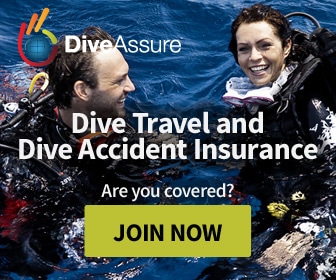 DiveAssure
Dive Travel and
Dive Accident Insurance
Are you covered?
JOIN NOW